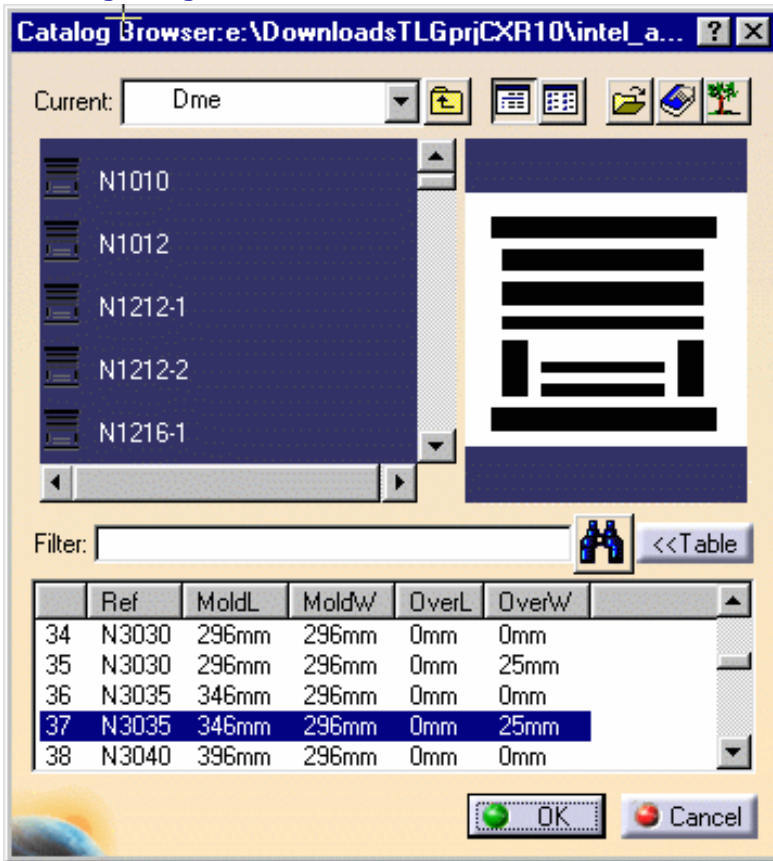 Catalog Browser:e:\DownloadsTLGprjCXR10\intel_a...
Current: Dme
N1010
N1012
N1212-1
N1212-2
N1216-1
Filter: <<Table
Ref MoldL MoldW OverL OverW
34 N3030 296mm 296mm 0mm 0mm
35 N3030 296mm 296mm 0mm 25mm
36 N3035 346mm 296mm 0mm 0mm
37 N3035 346mm 296mm 0mm 25mm
38 N3040 396mm 296mm 0mm 0mm
OK Cancel